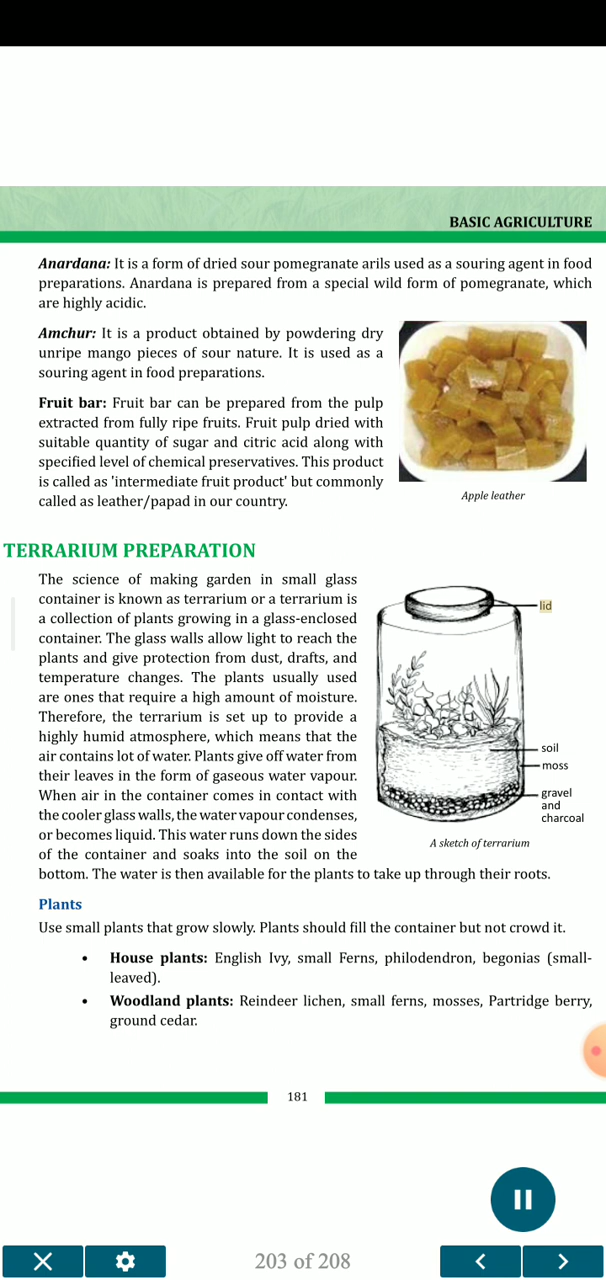 BASIC AGRICULTURE
Anardana: It is a form of dried sour pomegranate arils used as a souring agent in food
preparations. Anardana is prepared from a special wild form of pomegranate, which
are highly acidic.
Amchur: It is a product obtained by powdering dry
unripe mango pieces of sour nature. It is used as a
souring agent in food preparations.
Fruit bar: Fruit bar can be prepared from the pulp
extracted from fully ripe fruits. Fruit pulp dried with
suitable quantity of sugar and citric acid along with
specified level of chemical preservatives. This product
is called as 'intermediate fruit product' but commonly
called as leather/papad in our country.
Apple leather
TERRARIUM PREPARATION
The science of making garden in small glass
container is known as terrarium or a terrarium is
a collection of plants growing in a glass-enclosed
container. The glass walls allow light to reach the
plants and give protection from dust, drafts, and
temperature changes. The plants usually used
are ones that require a high amount of moisture.
Therefore, the terrarium is set up to provide a
highly humid atmosphere, which means that the
air contains lot of water. Plants give off water from
their leaves in the form of gaseous water vapour.
When air in the container comes in contact with
the cooler glass walls, the water vapour condenses,
or becomes liquid. This water runs down the sides
of the container and soaks into the soil on the
bottom. The water is then available for the plants to take up through their roots.
lid
soil
moss
gravel
and
charcoal
A sketch of terrarium
Plants
Use small plants that grow slowly. Plants should fill the container but not crowd it.
• House plants: English Ivy, small Ferns, philodendron, begonias (small-
leaved).
• Woodland plants: Reindeer lichen, small ferns, mosses, Partridge berry,
ground cedar.
181
203 of 208